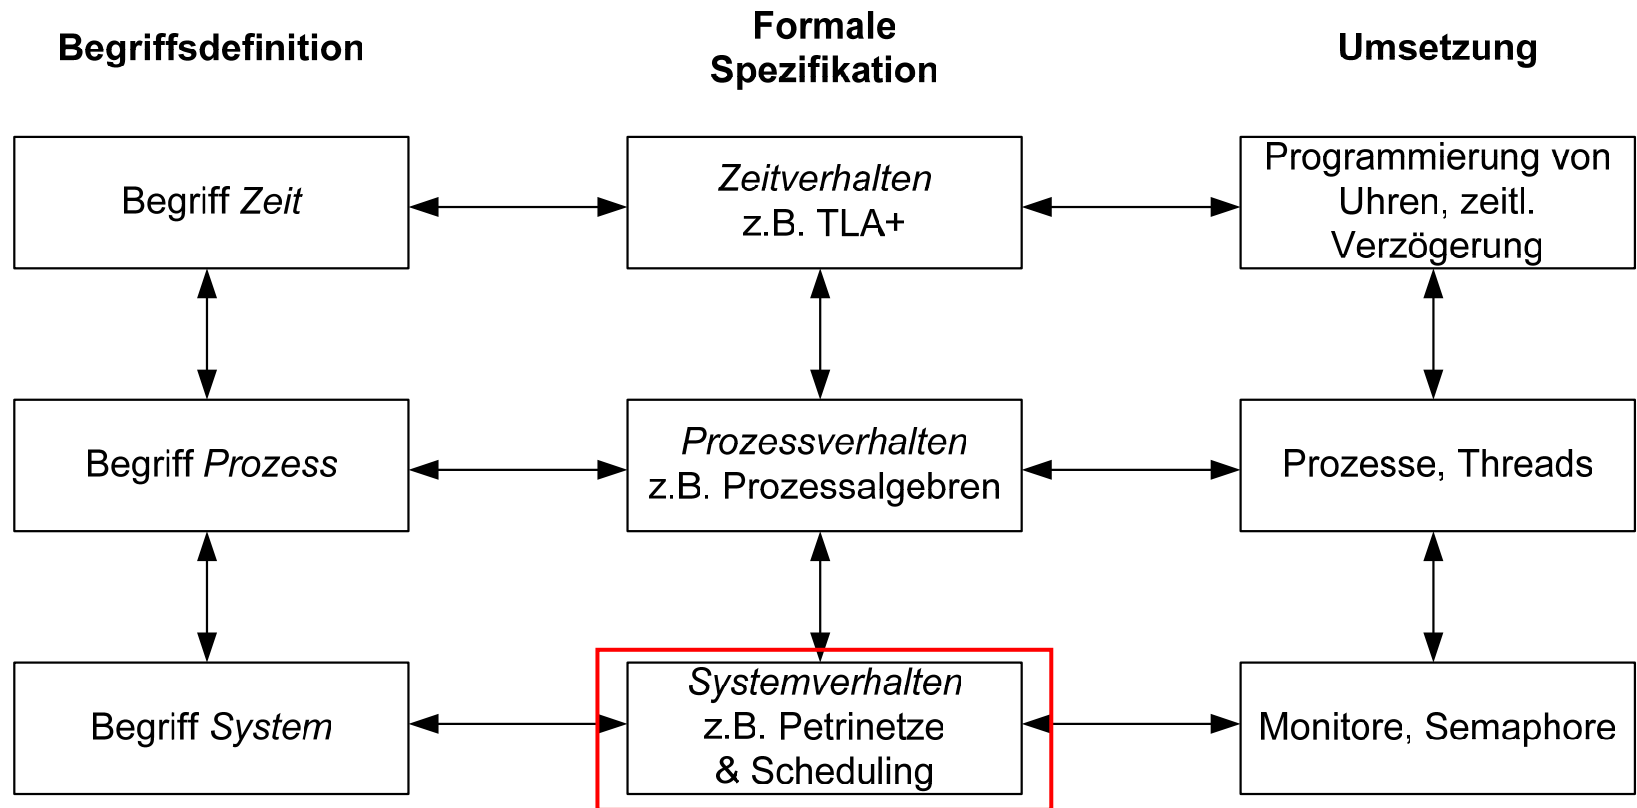 Begriffsdefinition
Formale
Spezifikation
Umsetzung
Begriff Zeit
Zeitverhalten
z.B. TLA+
Programmierung von
Uhren, zeitl.
Verzögerung
Begriff Prozess
Prozessverhalten
z.B. Prozessalgebren
Prozesse, Threads
Begriff System
Systemverhalten
z.B. Petrinetze
& Scheduling
Monitore, Semaphore